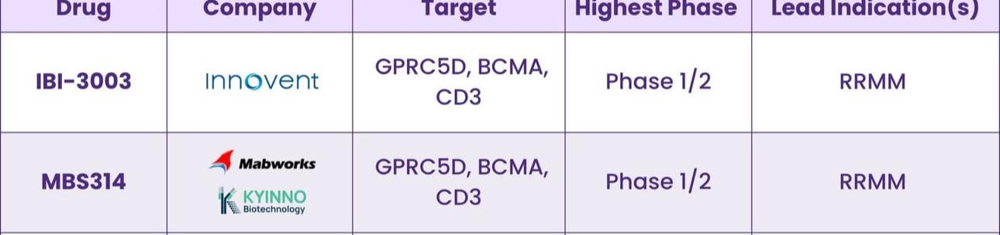 Drug Company Target Highest Phase Lead Indication(s)
IBI-3003 Innovent GPRC5D, BCMA,
CD3 Phase 1/2 RRMM
MBS314 Mabworks
KYINNO
Biotechnology GPRC5D, BCMA,
CD3 Phase 1/2 RRMM